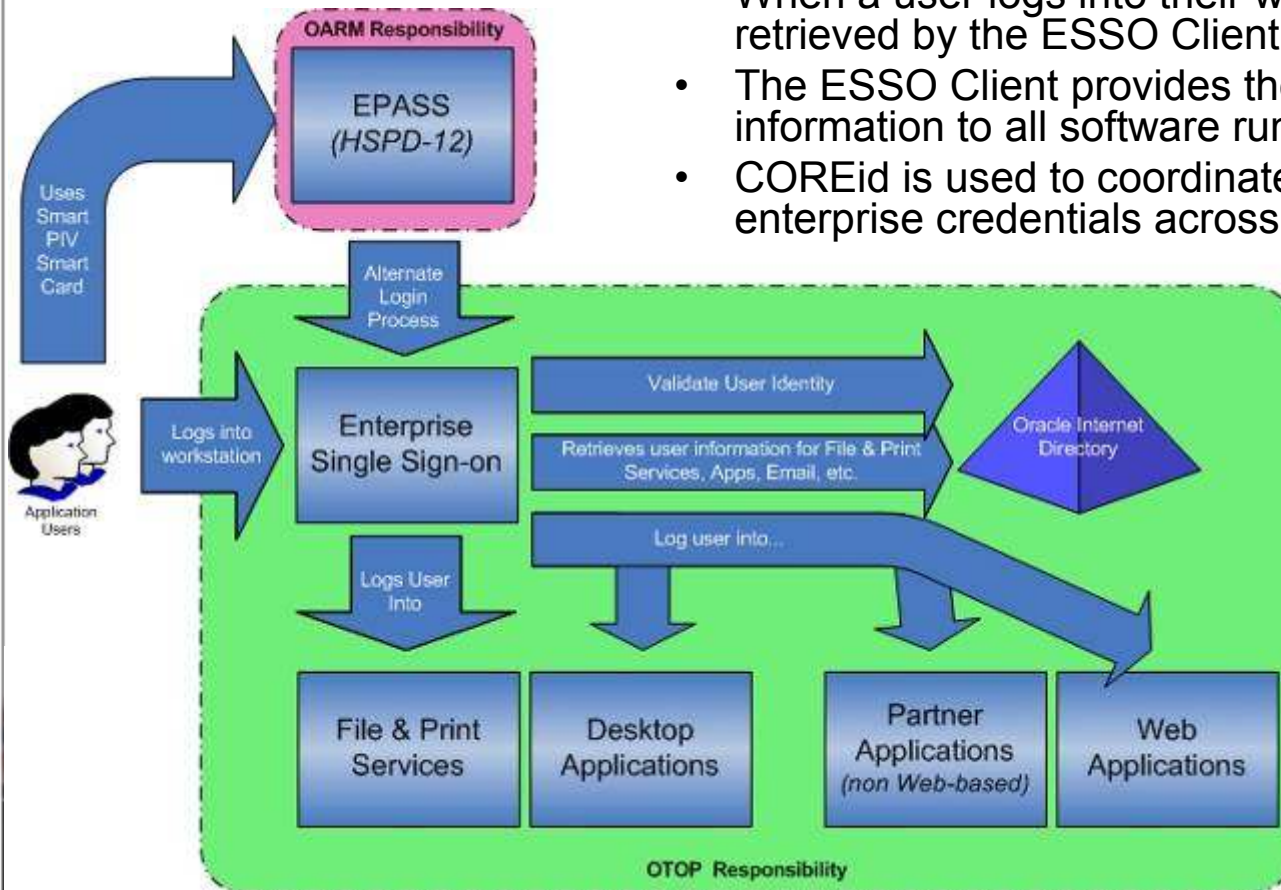 When a user logs into their w
retrieved by the ESSO Client
• The ESSO Client provides the
information to all software run
• COREid is used to coordinate
enterprise credentials across
OARM Responsibility
EPASS
(HSPD-12)
Uses
Smart
PIV
Smart
Card
Alternate
Login
Process
Application
Users
Logs into
workstation
Enterprise
Single Sign-on
Validate User Identity
Retrieves user information for File & Print
Services, Apps, Email, etc.
Log user into...
Oracle Internet
Directory
Logs User
Into
File & Print
Services
Desktop
Applications
Partner
Applications
(non Web-based)
Web
Applications
OTOP Responsibility